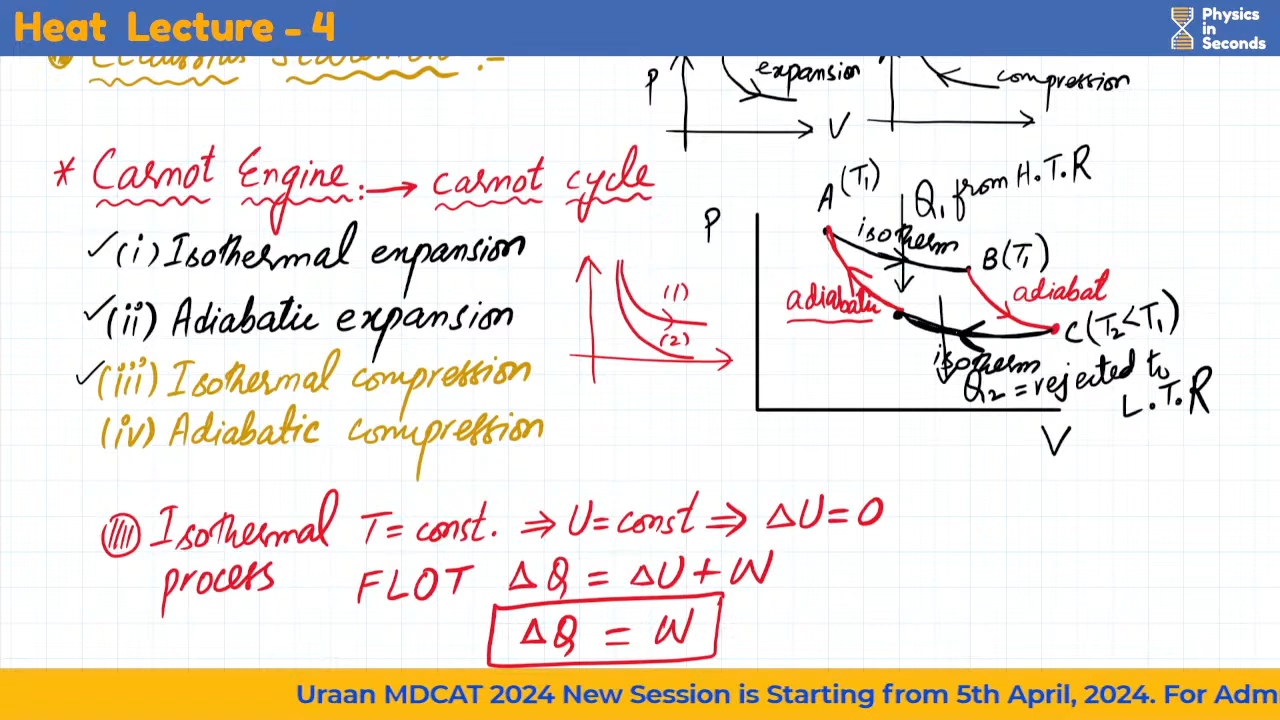 Heat Lecture - 4
Physics
in
Seconds
Clausius statement :-
P
expansion
V
compression
* Carnot Engine: → carnot cycle
✓(i) Isothermal expansion
✓(ii) Adiabatic expansion
✓(iii) Isothermal compression
(iv) Adiabatic compression
(1)
(2)
P
A (T₁)
Q₁ from H.T.R
isotherm
B (T₁)
adiabatic
adiabat
C (T₂<T₁)
isotherm
Q₂ = rejected to
L.T.R
V
Isothermal T = const. ⇒ U = const ⇒ ΔU = 0
process FLOT ΔQ = ΔU + W
ΔQ = W
Uraan MDCAT 2024 New Session is Starting from 5th April, 2024. For Adm